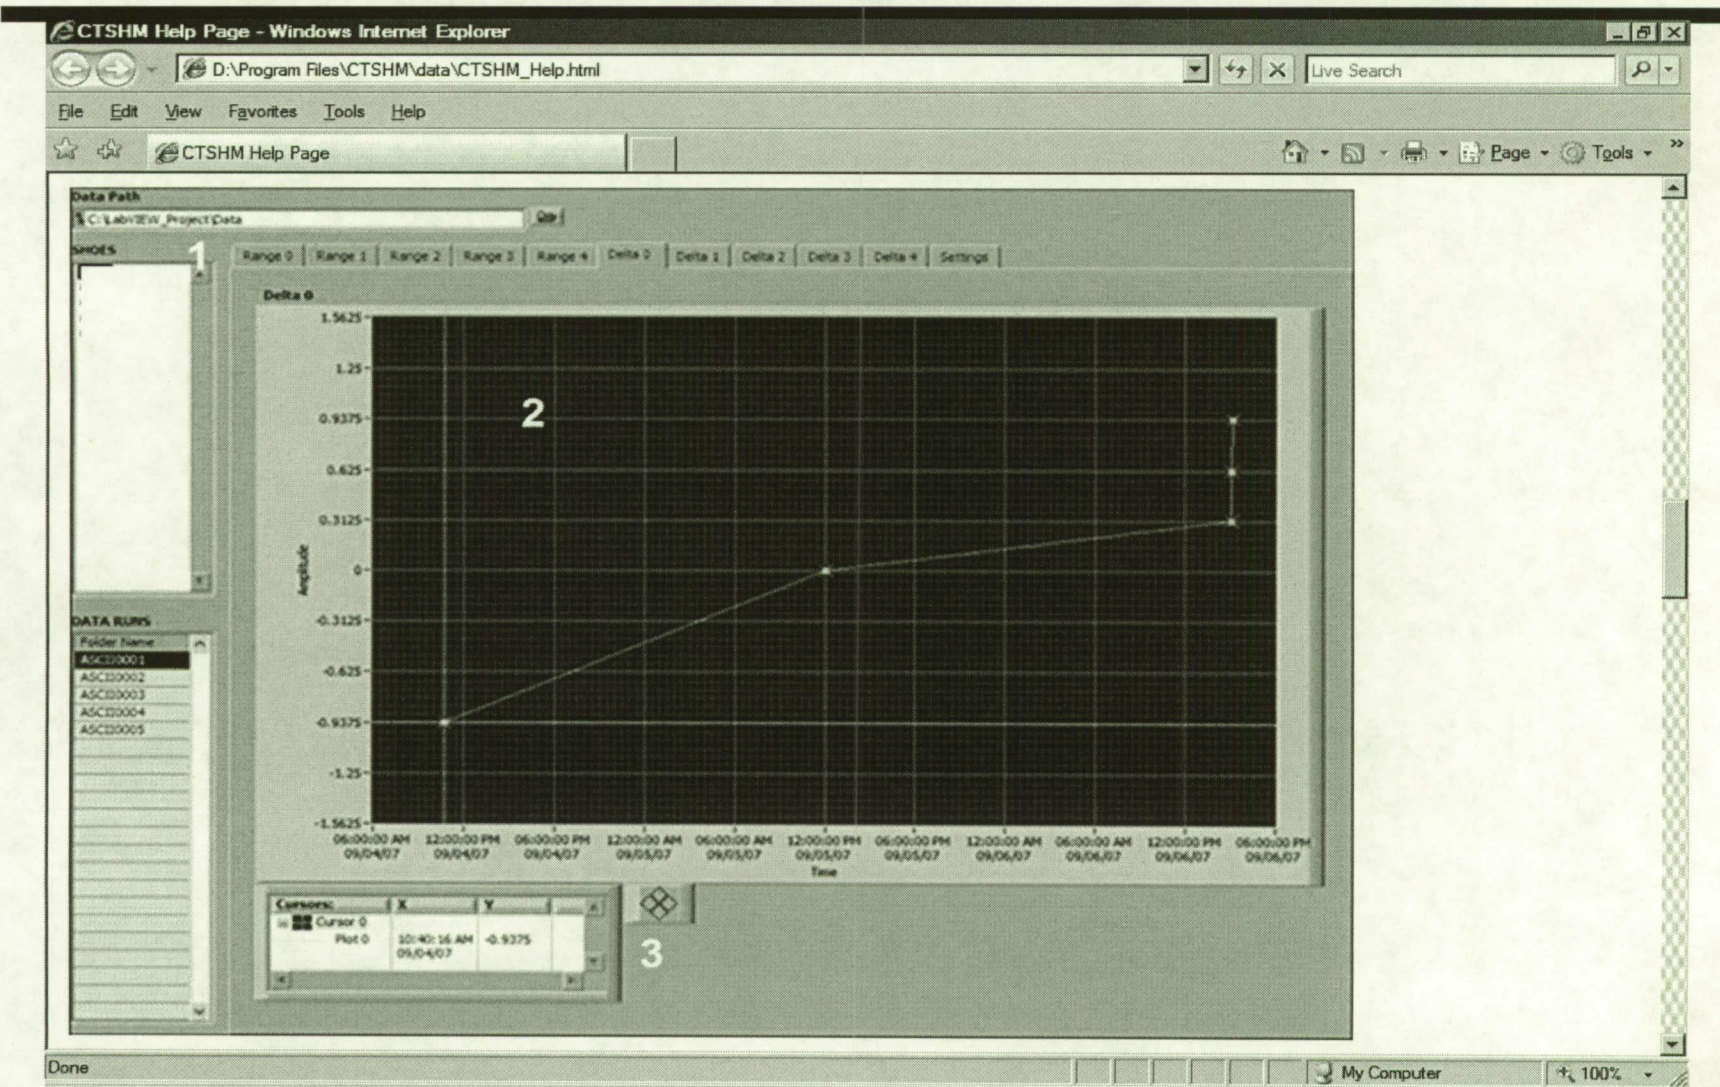 CTSHM Help Page - Windows Internet Explorer
D:\Program Files\CTSHM\data\CTSHM_Help.html
Live Search
File Edit View Favorites Tools Help
CTSHM Help Page
Page Tools »
Data Path
C:\LabVIEW_Project\Data
SHOES
1
Range 0 Range 1 Range 2 Range 3 Range 4 Delta 0 Delta 1 Delta 2 Delta 3 Delta 4 Settings
Delta 0
1.5625
1.25
0.9375
0.625
0.3125
0
-0.3125
-0.625
-0.9375
-1.25
-1.5625
Amplitude
2
06:00:00 AM 12:00:00 PM 06:00:00 PM 12:00:00 AM 06:00:00 AM 12:00:00 PM 06:00:00 PM 12:00:00 AM 06:00:00 AM 12:00:00 PM 06:00:00 PM
09/04/07 09/04/07 09/04/07 09/05/07 09/05/07 09/05/07 09/05/07 09/06/07 09/06/07 09/06/07 09/06/07
Time
DATA RUNS
Folder Name
ASCII0001
ASCII0002
ASCII0003
ASCII0004
ASCII0005
Cursors: X Y
Cursor 0
Plot 0 10:40:16 AM -0.9375
09/04/07
3
Done
My Computer
100%